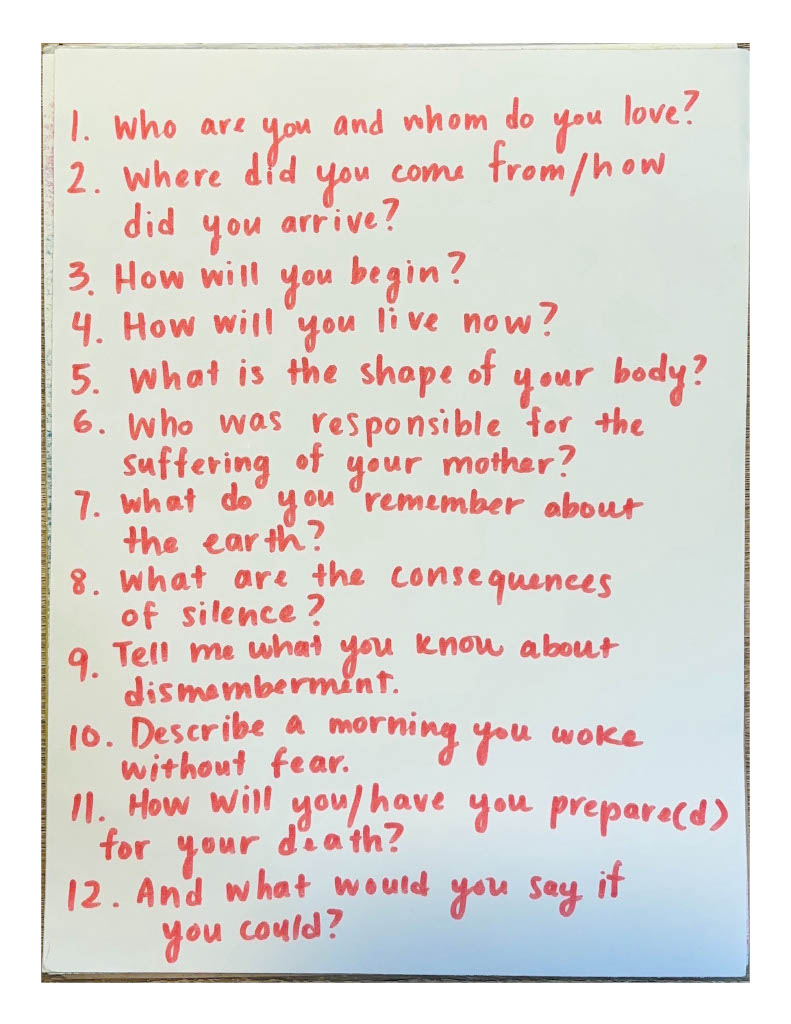 1. Who are you and whom do you love?
2. Where did you come from/how
did you arrive?
3. How will you begin?
4. How will you live now?
5. What is the shape of your body?
6. Who was responsible for the
suffering of your mother?
7. What do you remember about
the earth?
8. What are the consequences
of silence?
9. Tell me what you know about
dismemberment.
10. Describe a morning you woke
without fear.
11. How will you/have you prepare(d)
for your death?
12. And what would you say if
you could?